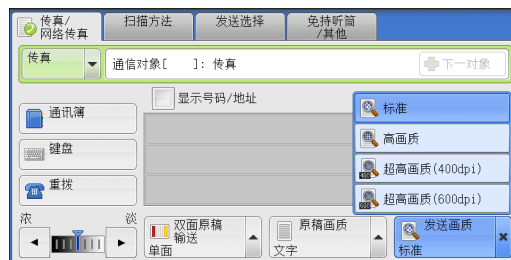 传真/
网络传真
扫描方法
发送选择
免持听筒
/其他
传真
通信对象[    ]: 传真
下一对象
显示号码/地址
通讯簿
键盘
重拨
标准
高画质
超高画质(400dpi)
超高画质(600dpi)
浓
淡
双面原稿
输送
单面
原稿画质
文字
发送画质
标准